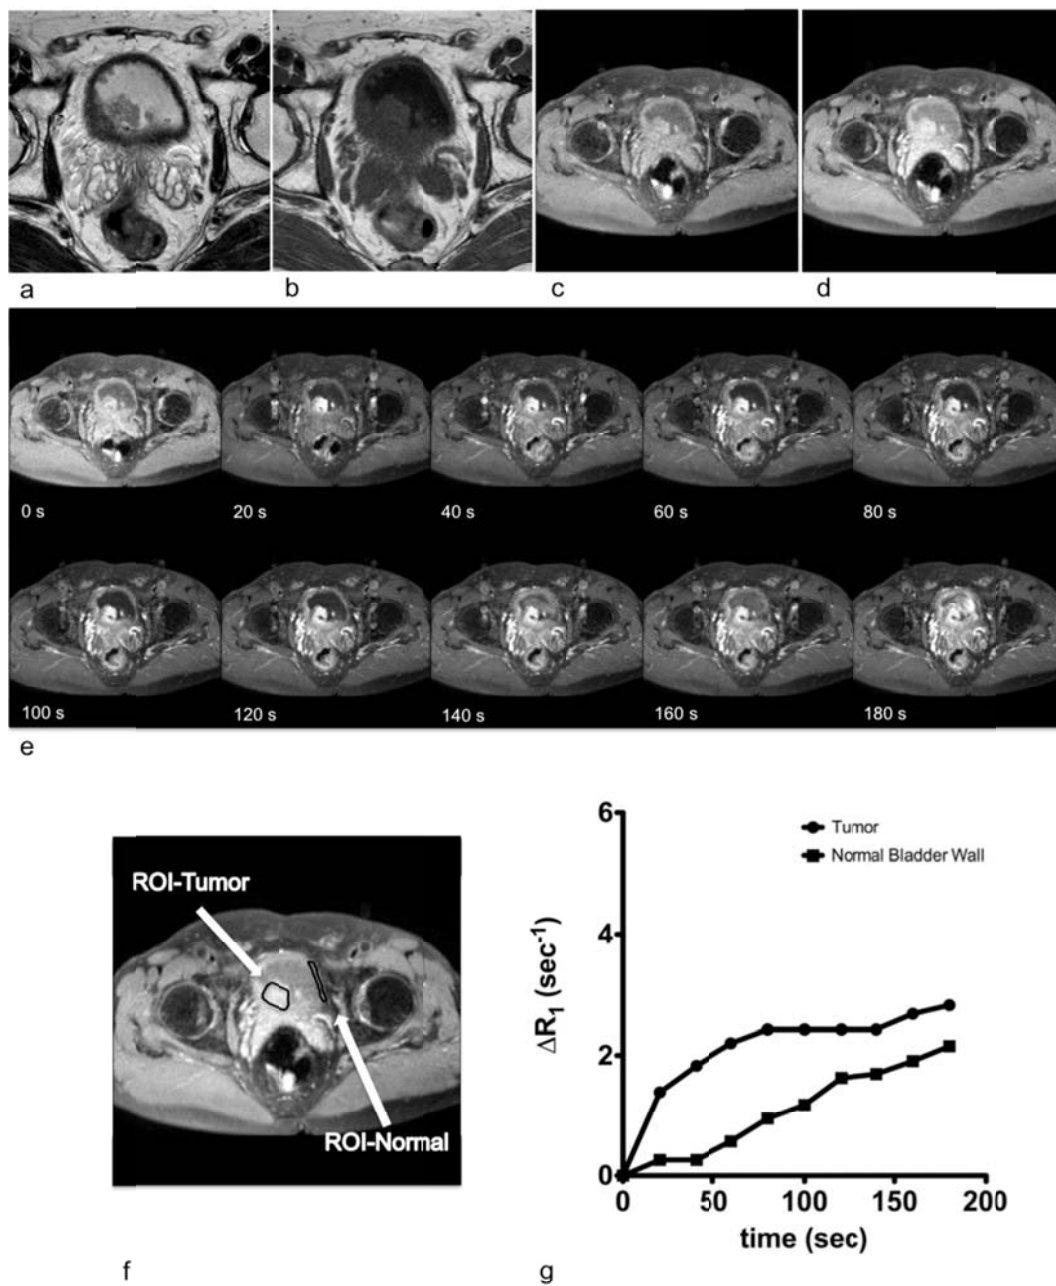 a
b
c
d
0 s
20 s
40 s
60 s
80 s
100 s
120 s
140 s
160 s
180 s
e
ROI-Tumor
ROI-Normal
f
6
4
2
0
ΔR1 (sec-1)
Tumor
Normal Bladder Wall
0
50
100
150
200
time (sec)
g